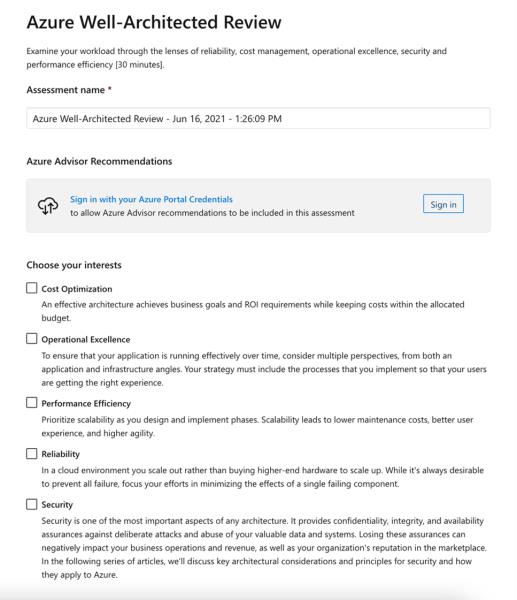 Azure Well-Architected Review
Examine your workload through the lenses of reliability, cost management, operational excellence, security and
performance efficiency [30 minutes].
Assessment name *
Azure Well-Architected Review - Jun 16, 2021 - 1:26:09 PM
Azure Advisor Recommendations
Sign in with your Azure Portal Credentials
to allow Azure Advisor recommendations to be included in this assessment
Sign in
Choose your interests
Cost Optimization
An effective architecture achieves business goals and ROI requirements while keeping costs within the allocated
budget.
Operational Excellence
To ensure that your application is running effectively over time, consider multiple perspectives, from both an
application and infrastructure angles. Your strategy must include the processes that you implement so that your users
are getting the right experience.
Performance Efficiency
Prioritize scalability as you design and implement phases. Scalability leads to lower maintenance costs, better user
experience, and higher agility.
Reliability
In a cloud environment you scale out rather than buying higher-end hardware to scale up. While it's always desirable
to prevent all failure, focus your efforts in minimizing the effects of a single failing component.
Security
Security is one of the most important aspects of any architecture. It provides confidentiality, integrity, and availability
assurances against deliberate attacks and abuse of your valuable data and systems. Losing these assurances can
negatively impact your business operations and revenue, as well as your organization's reputation in the marketplace.
In the following series of articles, we'll discuss key architectural considerations and principles for security and how
they apply to Azure.